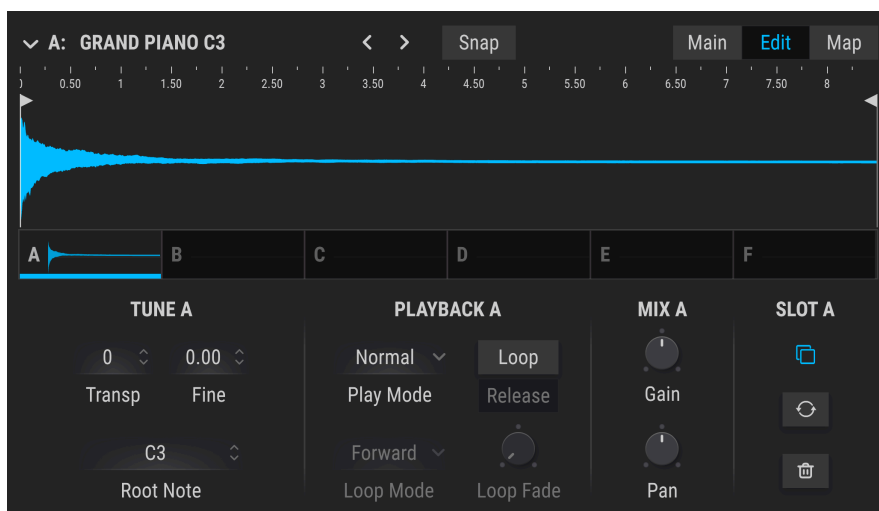 A: GRAND PIANO C3 < > Snap Main Edit Map
0 0.50 1 1.50 2 2.50 3 3.50 4 4.50 5 5.50 6 6.50 7 7.50 8
A B C D E F
TUNE A PLAYBACK A MIX A SLOT A
0 0.00 Normal Loop
Transp Fine Play Mode Release Gain
C3 Forward
Root Note Loop Mode Loop Fade Pan